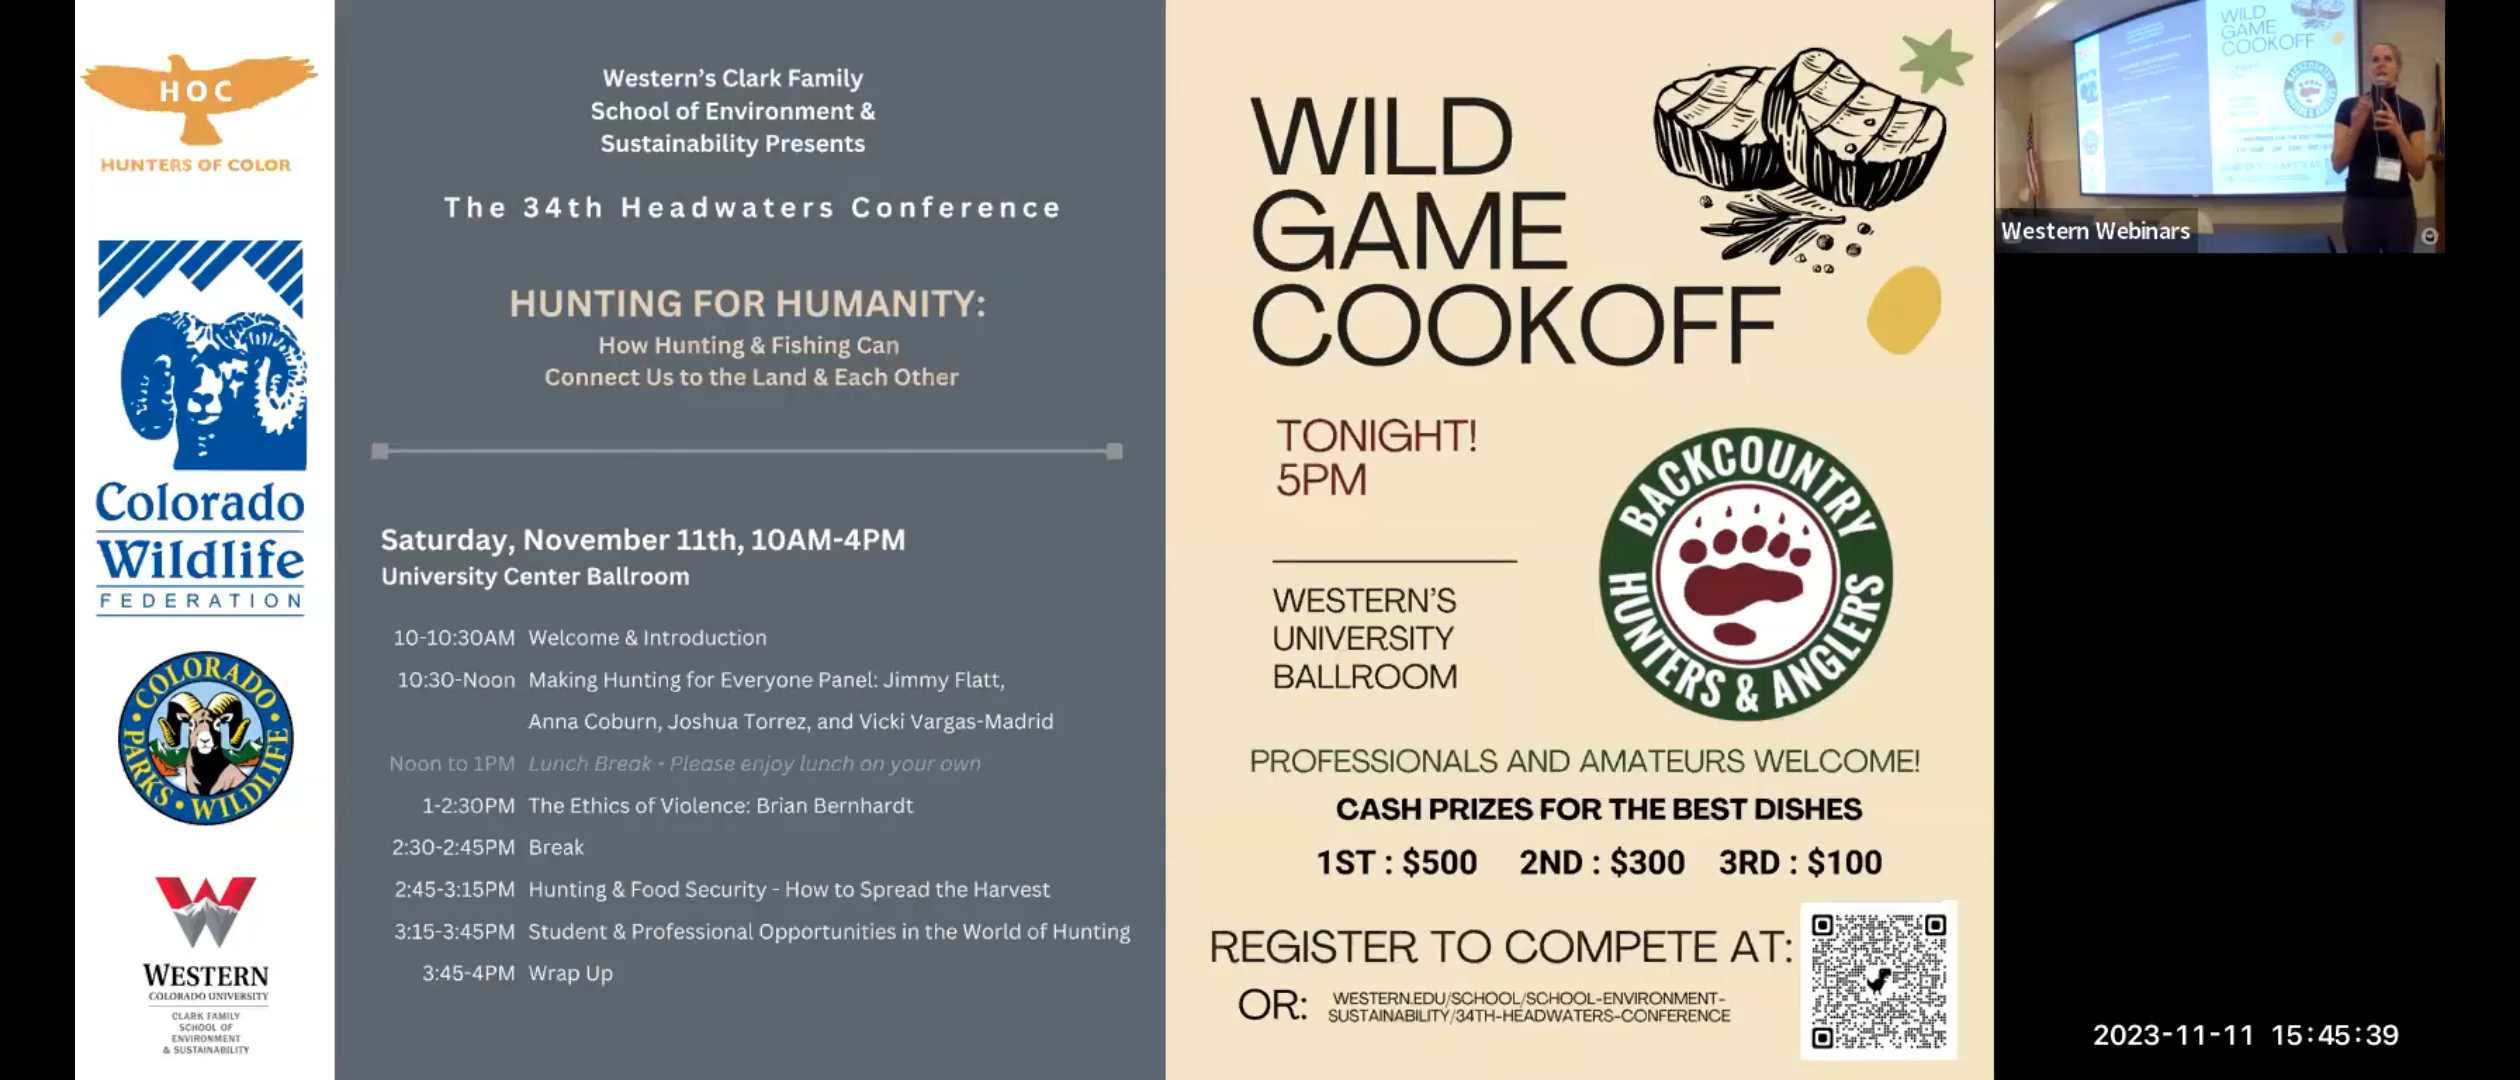 HOC
HUNTERS OF COLOR
Colorado
Wildlife
FEDERATION
COLORADO
PARKS • WILDLIFE
WESTERN
COLORADO UNIVERSITY
CLARK FAMILY
SCHOOL OF
ENVIRONMENT
& SUSTAINABILITY
Western's Clark Family
School of Environment &
Sustainability Presents
The 34th Headwaters Conference
HUNTING FOR HUMANITY:
How Hunting & Fishing Can
Connect Us to the Land & Each Other
Saturday, November 11th, 10AM-4PM
University Center Ballroom
10-10:30AM Welcome & Introduction
10:30-Noon Making Hunting for Everyone Panel: Jimmy Flatt,
Anna Coburn, Joshua Torrez, and Vicki Vargas-Madrid
Noon to 1PM Lunch Break - Please enjoy lunch on your own
1-2:30PM The Ethics of Violence: Brian Bernhardt
2:30-2:45PM Break
2:45-3:15PM Hunting & Food Security - How to Spread the Harvest
3:15-3:45PM Student & Professional Opportunities in the World of Hunting
3:45-4PM Wrap Up
WILD
GAME
COOKOFF
TONIGHT!
5PM
WESTERN'S
UNIVERSITY
BALLROOM
BACKCOUNTRY
HUNTERS & ANGLERS
PROFESSIONALS AND AMATEURS WELCOME!
CASH PRIZES FOR THE BEST DISHES
1ST : $500 2ND : $300 3RD : $100
REGISTER TO COMPETE AT:
OR: WESTERN.EDU/SCHOOL/SCHOOL-ENVIRONMENT-
SUSTAINABILITY/34TH-HEADWATERS-CONFERENCE
WILD
GAME
COOKOFF
BACKCOUNTRY
HUNTERS & ANGLERS
Western Webinars
2023-11-11 15:45:39